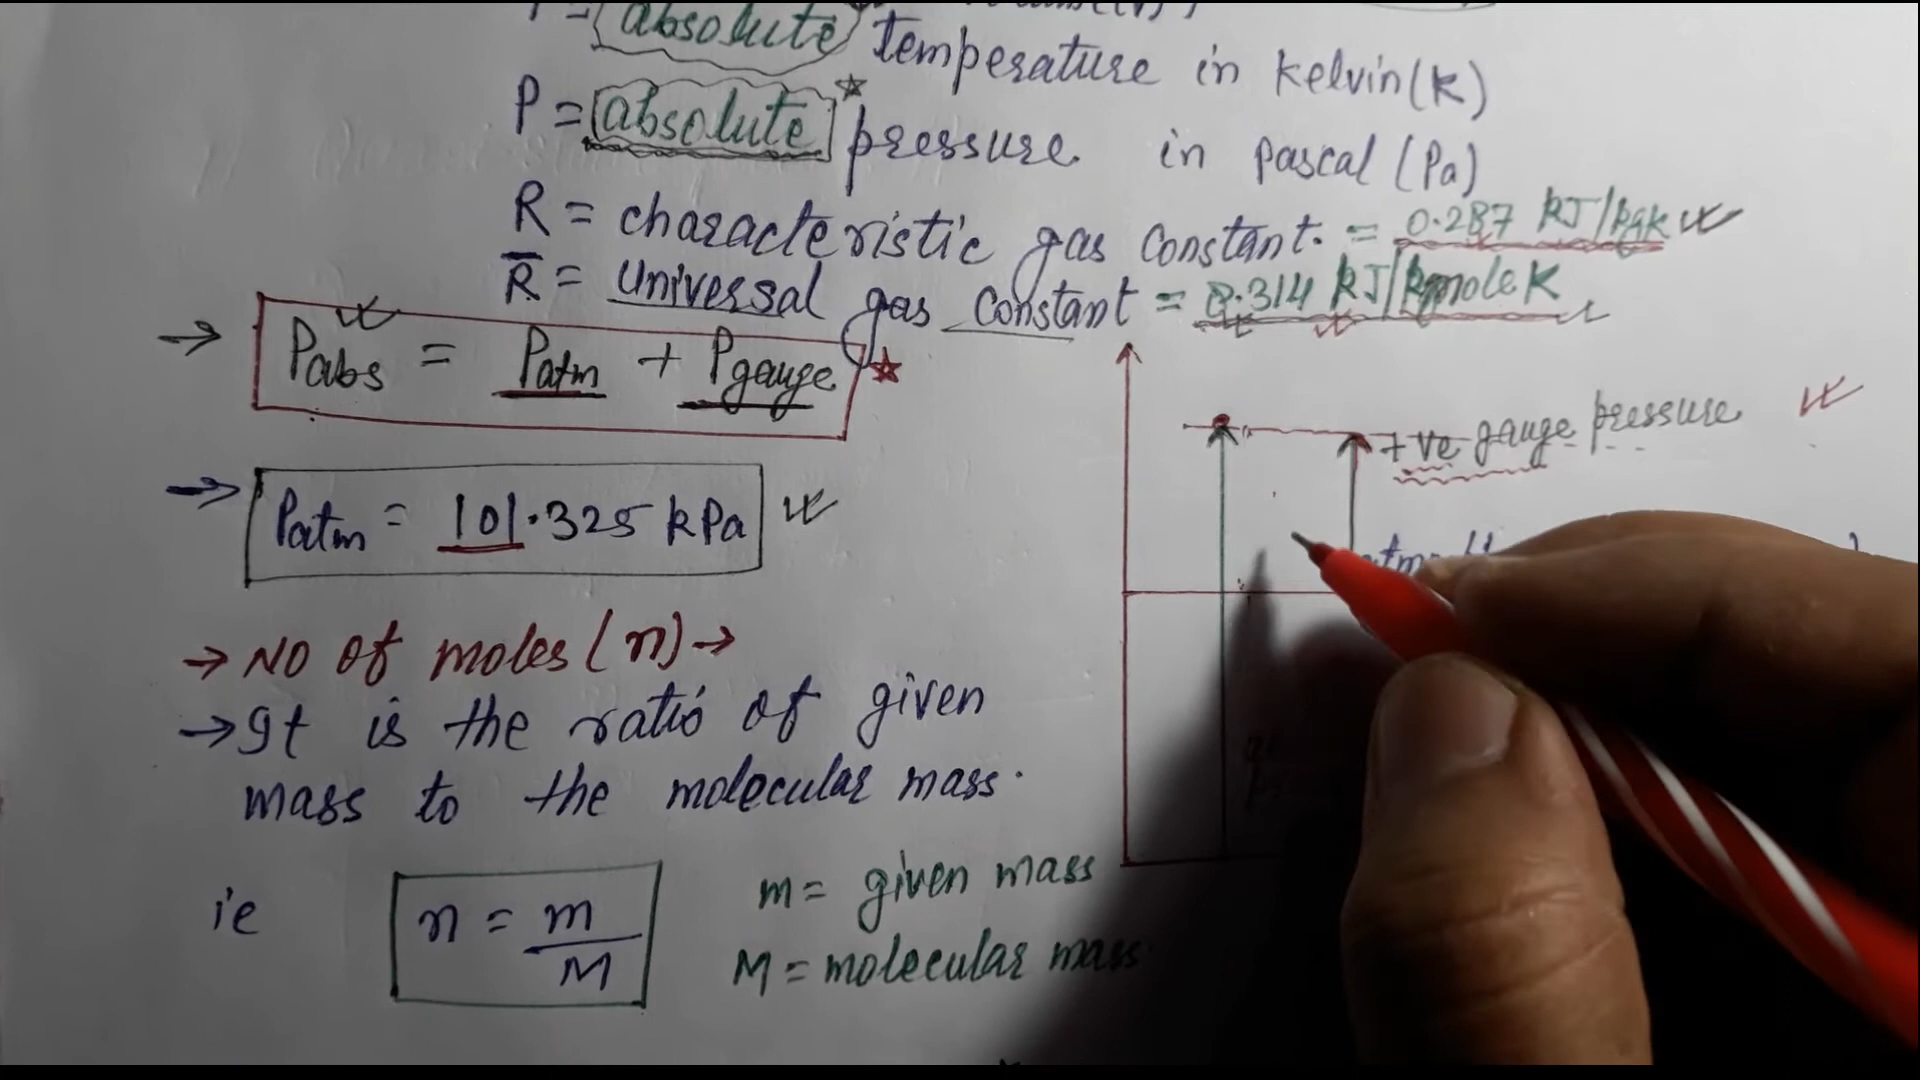 absolute temperature in kelvin(K)
P = absolute pressure in pascal (Pa)
R = characteristic gas constant. = 0.287 kJ/kgK
R̅ = Universal gas constant = 8.314 kJ/kmole K
→ Pabs = Patm + Pgauge
+ve gauge pressure
→ Patm = 101.325 kPa
→ NO of moles (n) →
→ It is the ratio of given
mass to the molecular mass.
ie n = m/M
m = given mass
M = molecular mass